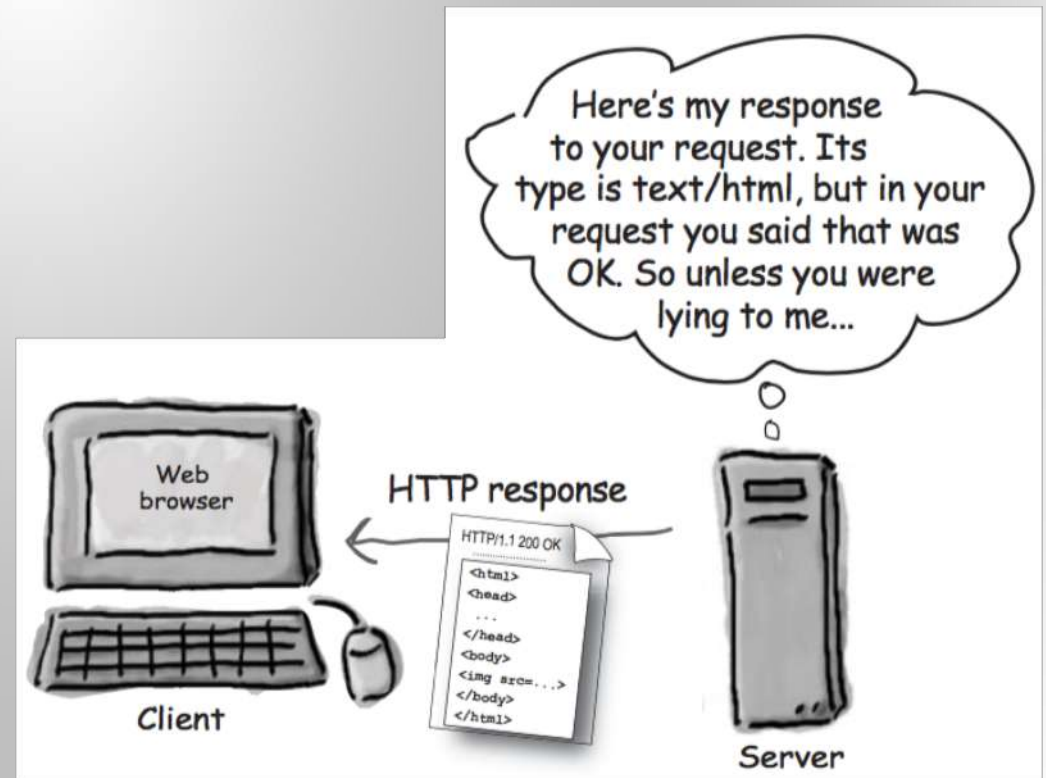 Here's my response
to your request. Its
type is text/html, but in your
request you said that was
OK. So unless you were
lying to me...
Web
browser
HTTP response
HTTP/1.1 200 OK
<html>
<head>
...
</head>
<body>
<img src=...>
</body>
</html>
Client
Server